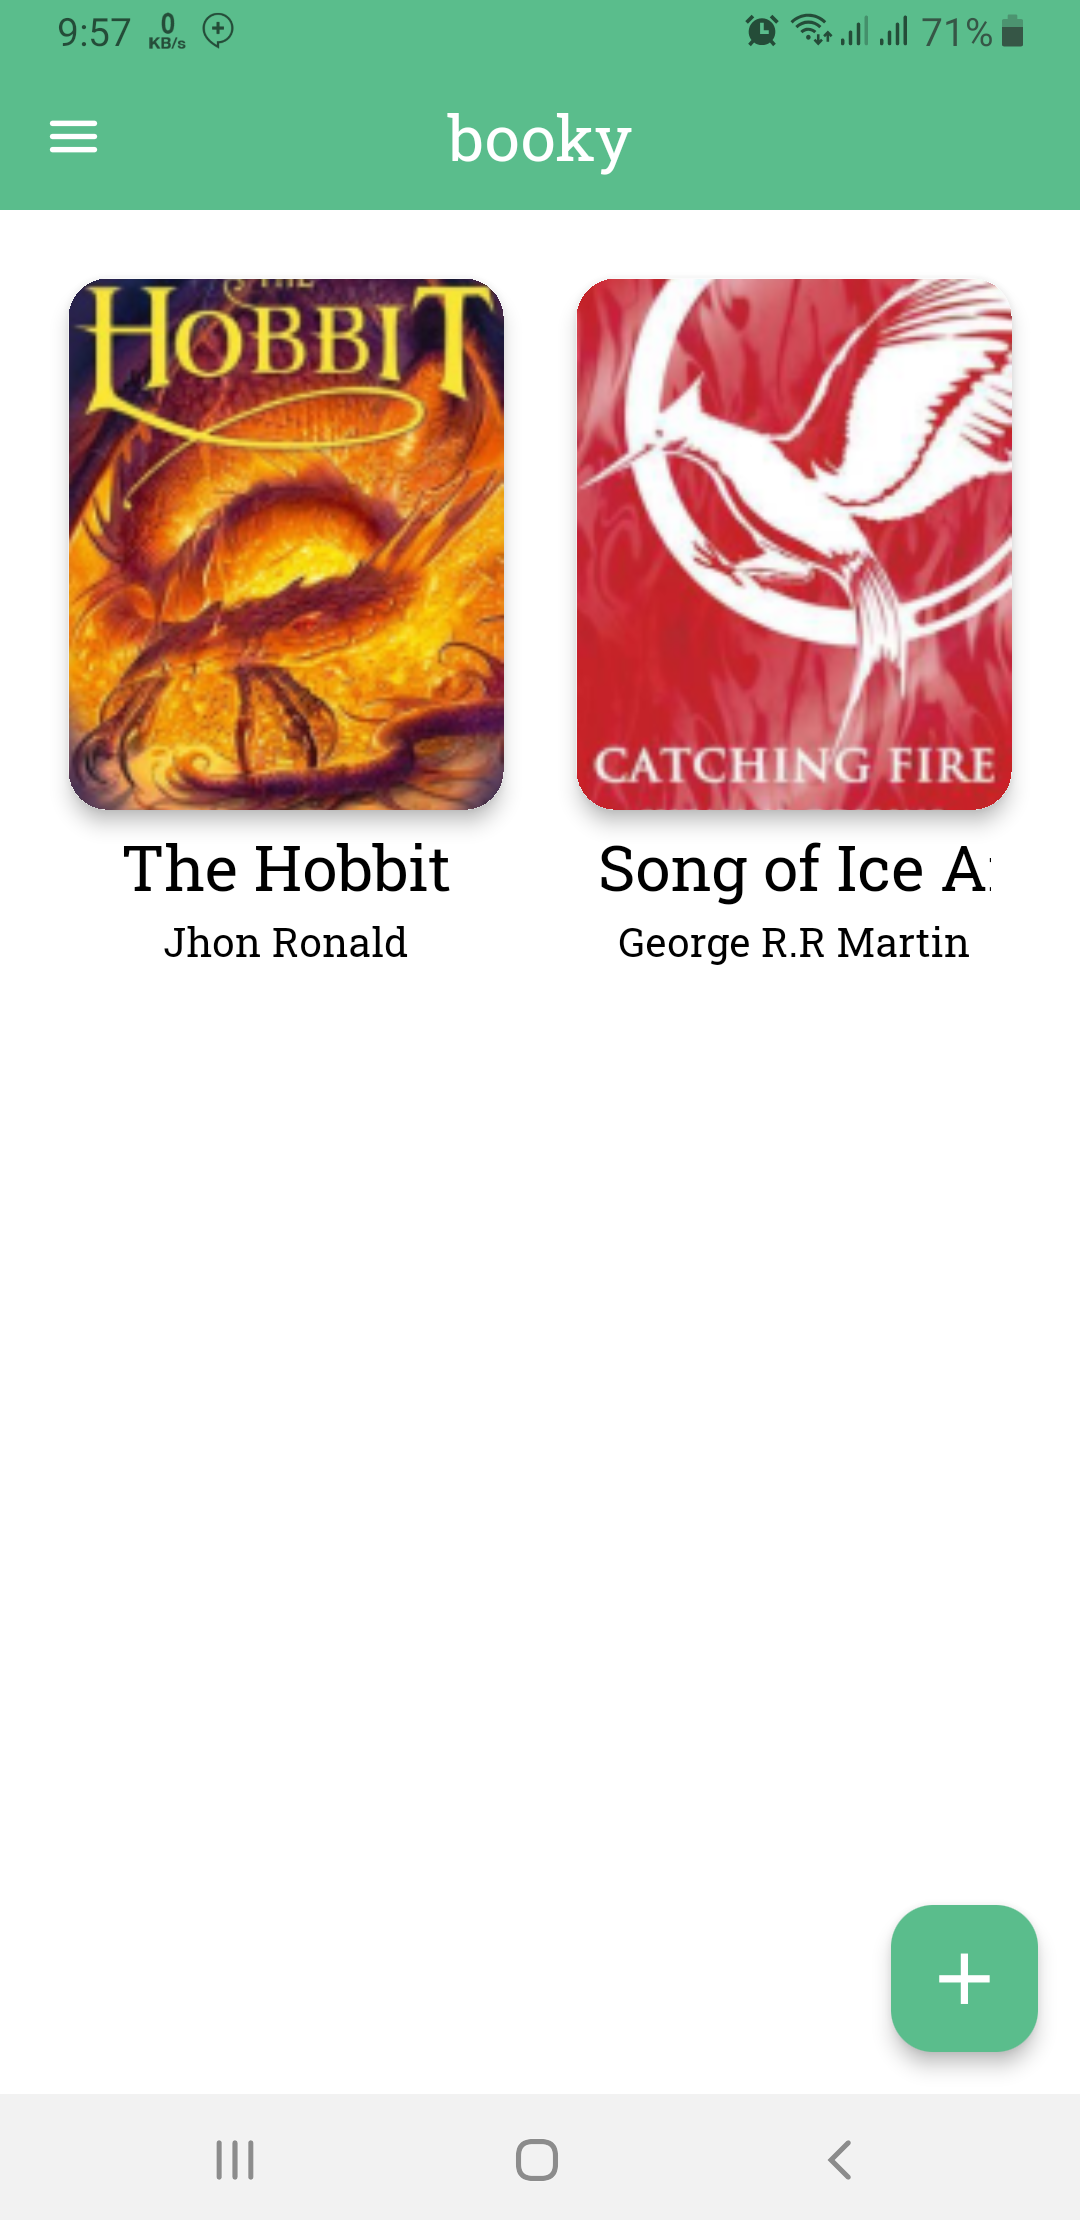 9:57 0 KB/s 71%
booky
THE
HOBBIT
CATCHING FIRE
The Hobbit
Song of Ice A
Jhon Ronald
George R.R Martin